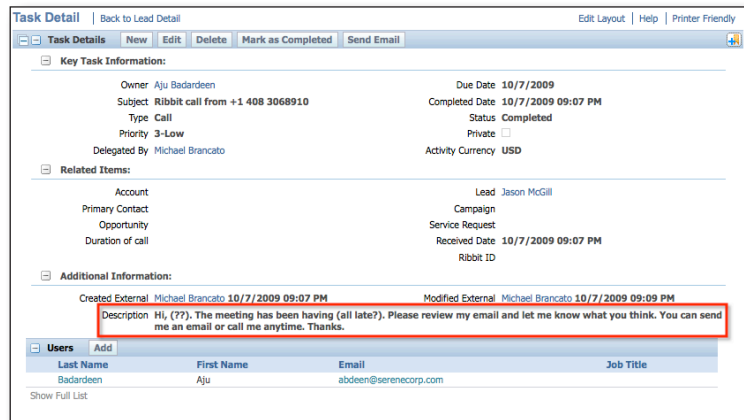 Task Detail | Back to Lead Detail Edit Layout | Help | Printer Friendly
Task Details New Edit Delete Mark as Completed Send Email
Key Task Information:
Owner Aju Badardeen Due Date 10/7/2009
Subject Ribbit call from +1 408 3068910 Completed Date 10/7/2009 09:07 PM
Type Call Status Completed
Priority 3-Low Private
Delegated By Michael Brancato Activity Currency USD
Related Items:
Account Lead Jason McGill
Primary Contact Campaign
Opportunity Service Request
Duration of call Received Date 10/7/2009 09:07 PM
Ribbit ID
Additional Information:
Created External Michael Brancato 10/7/2009 09:07 PM Modified External Michael Brancato 10/7/2009 09:09 PM
Description Hi, (??). The meeting has been having (all late?). Please review my email and let me know what you think. You can send
me an email or call me anytime. Thanks.
Users Add
Last Name First Name Email Job Title
Badardeen Aju abdeen@serenecorp.com
Show Full List